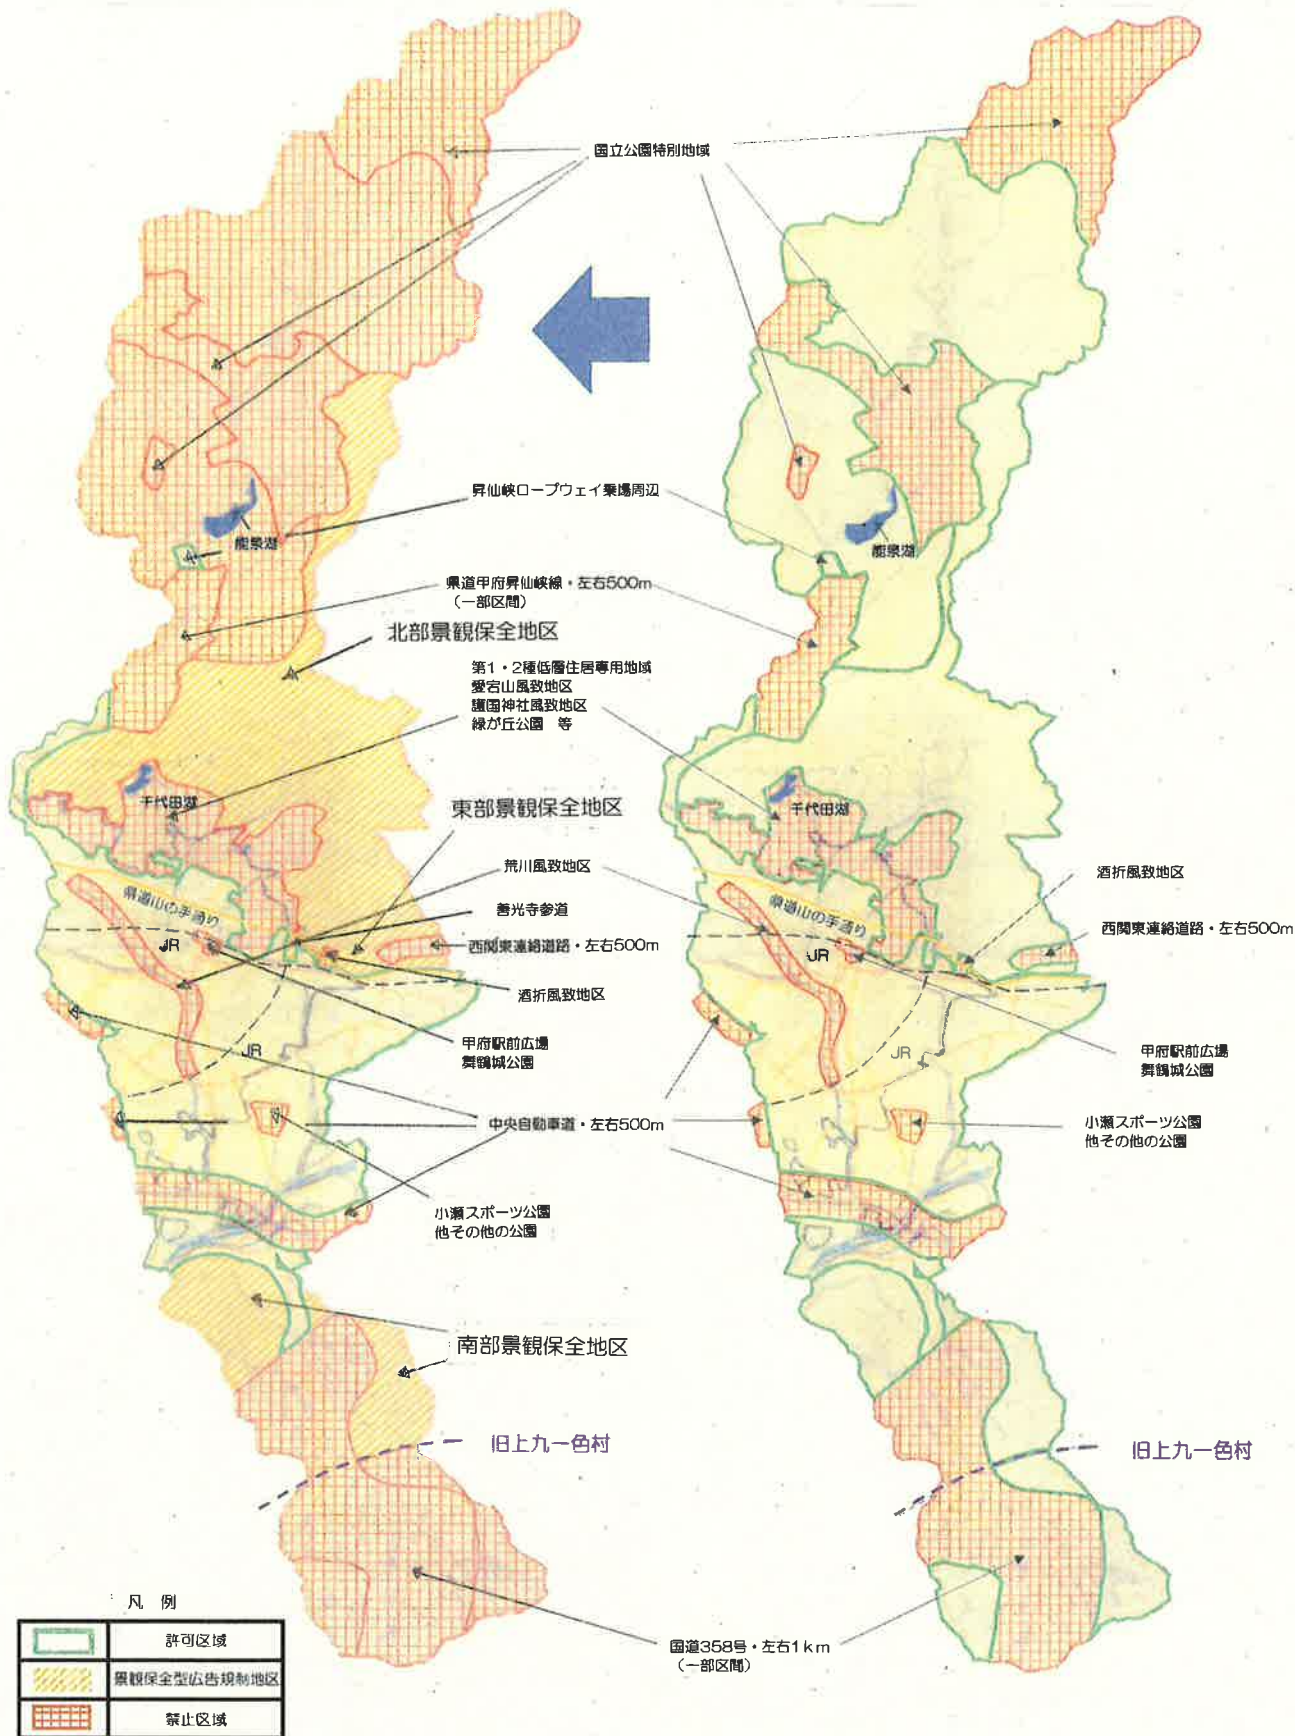 国立公園特別地域
昇仙峡ロープウェイ乗場周辺
能泉湖
能泉湖
県道甲府昇仙峡線・左右500m
(一部区間)
北部景観保全地区
第1・2種低層住居専用地域
愛宕山風致地区
護国神社風致地区
緑が丘公園　等
千代田湖
千代田湖
東部景観保全地区
荒川風致地区
酒折風致地区
県道山の手通り
県道山の手通り
善光寺参道
西関東連絡道路・左右500m
西関東連絡道路・左右500m
JR
JR
酒折風致地区
甲府駅前広場
舞鶴城公園
甲府駅前広場
舞鶴城公園
JR
JR
中央自動車道・左右500m
小瀬スポーツ公園
他その他の公園
小瀬スポーツ公園
他その他の公園
南部景観保全地区
旧上九一色村
旧上九一色村
国道358号・左右1km
(一部区間)
凡 例
許可区域
景観保全型広告規制地区
禁止区域